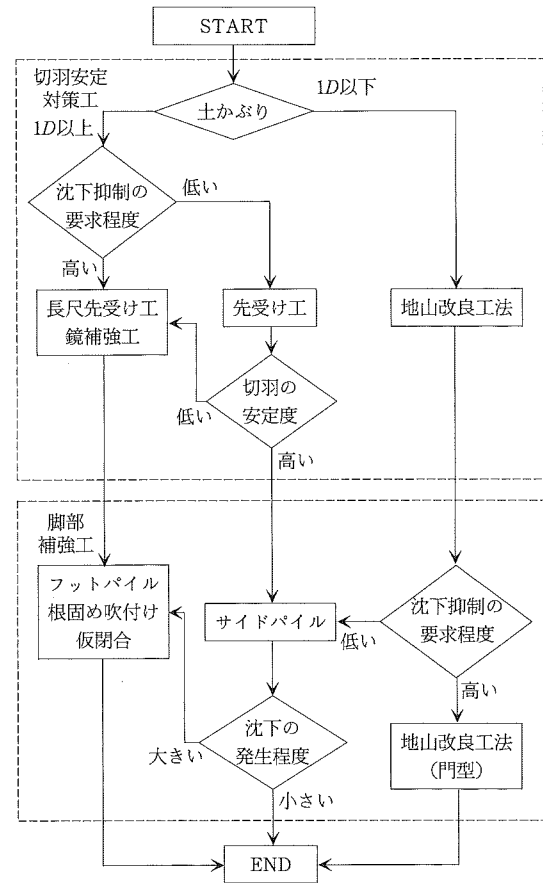 START
切羽安定
対策工
土かぶり
1D以下
1D以上
沈下抑制の
要求程度
低い
高い
長尺先受け工
鏡補強工
先受け工
地山改良工法
切羽の
安定度
低い
高い
脚部
補強工
フットパイル
根固め吹付け
仮閉合
サイドパイル
沈下抑制の
要求程度
低い
高い
沈下の
発生程度
大きい
小さい
地山改良工法
(門型)
END